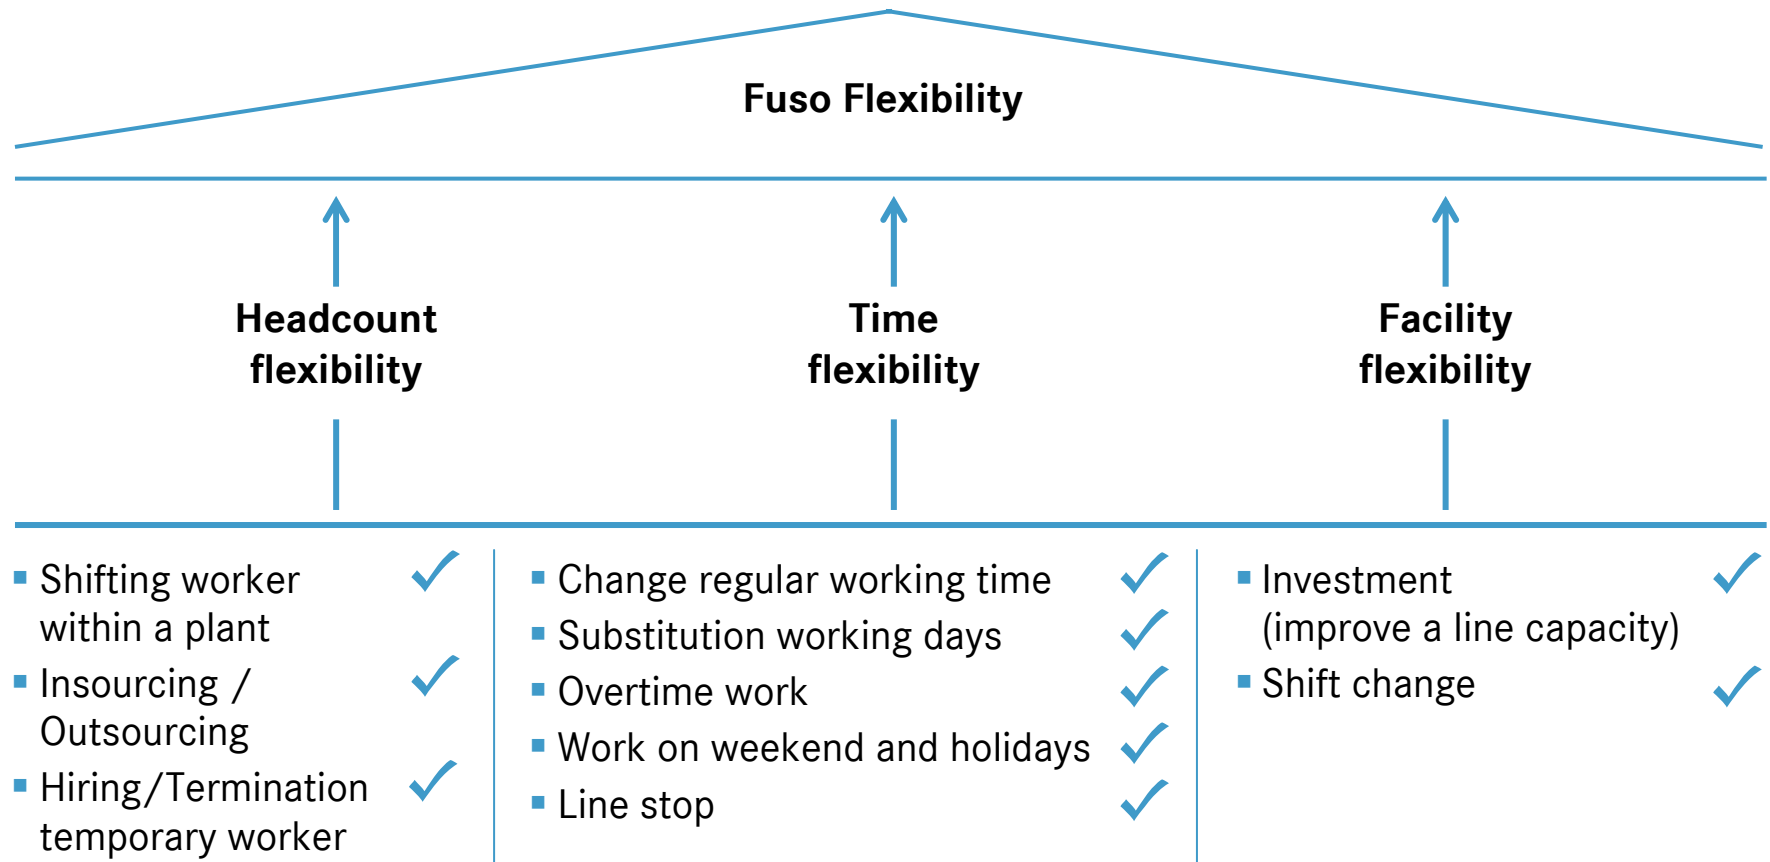 Fuso Flexibility
Headcount
flexibility
Time
flexibility
Facility
flexibility
Shifting worker
within a plant
Insourcing /
Outsourcing
Hiring/Termination
temporary worker
Change regular working time
Substitution working days
Overtime work
Work on weekend and holidays
Line stop
Investment
(improve a line capacity)
Shift change